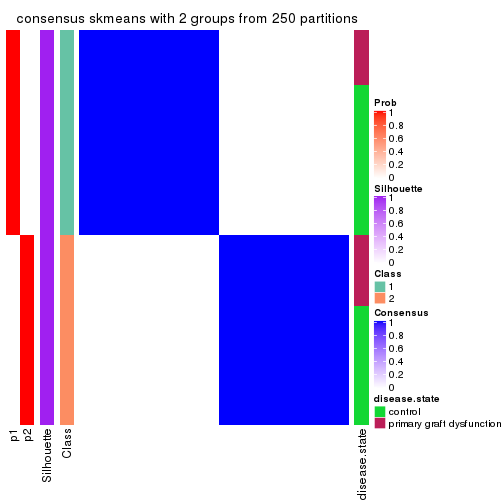 consensus skmeans with 2 groups from 250 partitions
Prob
1
0.8
0.6
0.4
0.2
0
Silhouette
1
0.8
0.6
0.4
0.2
0
Class
1
2
Consensus
1
0.8
0.6
0.4
0.2
0
disease.state
control
primary graft dysfunction
p1
p2
Silhouette
Class
disease.state